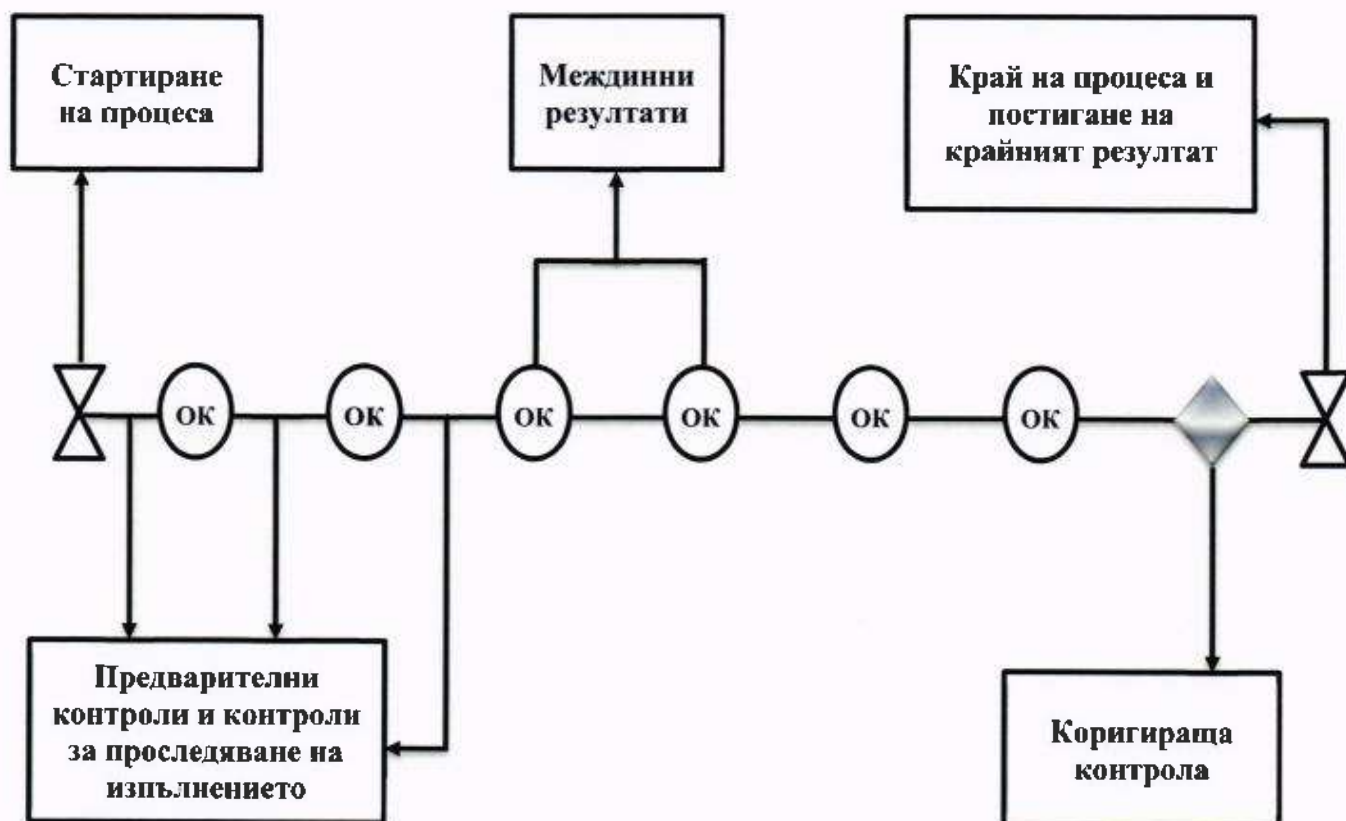 Стартиране
на процеса
Междинни
резултати
Край на процеса и
постигане на
крайният резултат
ОК
ОК
ОК
ОК
ОК
ОК
Предварителни
контроли и контроли
за проследяване на
изпълнението
Коригираща
контрола